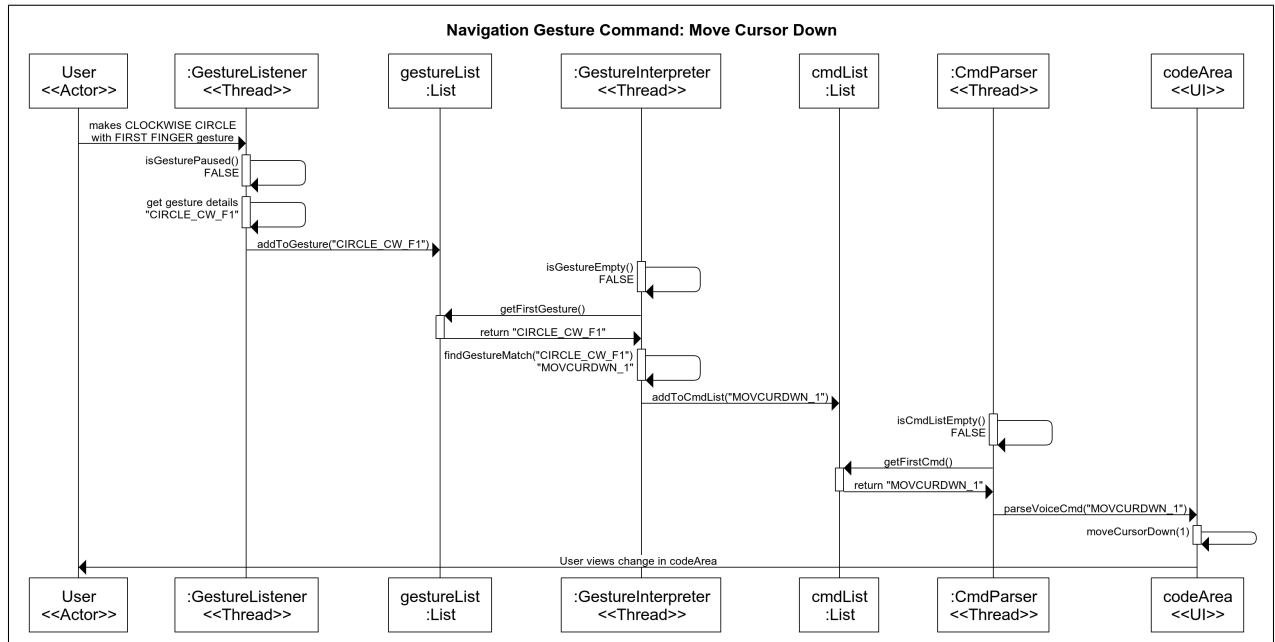 Navigation Gesture Command: Move Cursor Down
User
<<Actor>>
:GestureListener
<<Thread>>
gestureList
:List
:GestureInterpreter
<<Thread>>
cmdList
:List
:CmdParser
<<Thread>>
codeArea
<<UI>>
makes CLOCKWISE CIRCLE
with FIRST FINGER gesture
isGesturePaused()
FALSE
get gesture details
"CIRCLE_CW_F1"
addToGesture("CIRCLE_CW_F1")
isGestureEmpty()
FALSE
getFirstGesture()
return "CIRCLE_CW_F1"
findGestureMatch("CIRCLE_CW_F1")
"MOVCURDWN_1"
addToCmdList("MOVCURDWN_1")
isCmdListEmpty()
FALSE
getFirstCmd()
return "MOVCURDWN_1"
parseVoiceCmd("MOVCURDWN_1")
moveCursorDown(1)
User views change in codeArea
User
<<Actor>>
:GestureListener
<<Thread>>
gestureList
:List
:GestureInterpreter
<<Thread>>
cmdList
:List
:CmdParser
<<Thread>>
codeArea
<<UI>>